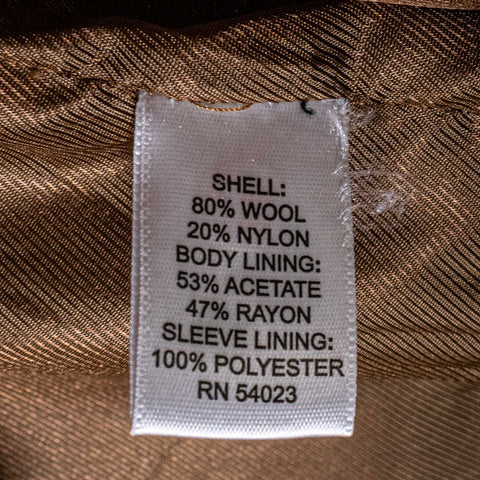 SHELL:
80% WOOL
20% NYLON
BODY LINING:
53% ACETATE
47% RAYON
SLEEVE LINING:
100% POLYESTER
RN 54023